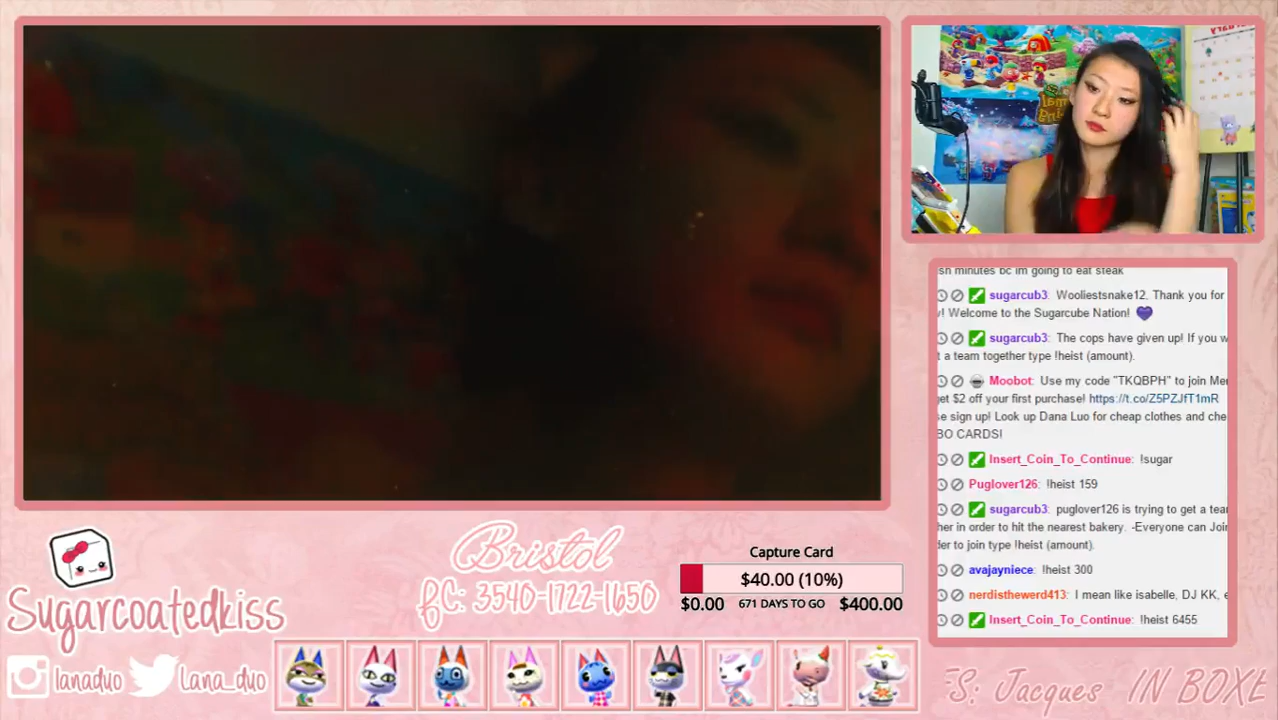 sh minutes bc im going to eat steak
sugarcub3: Wooliestsnake12, Thank you for
y! Welcome to the Sugarcube Nation!
sugarcub3: The cops have given up! If you w
t a team together type !heist (amount).
Moobot: Use my code "TKQBPH" to join Mer
get $2 off your first purchase! https://t.co/Z5PZJfT1mR
se sign up! Look up Dana Luo for cheap clothes and che
BO CARDS!
Insert_Coin_To_Continue: !sugar
Puglover126: !heist 159
sugarcub3: puglover126 is trying to get a tear
her in order to hit the nearest bakery. -Everyone can Join
der to join type !heist (amount).
avajayniece: !heist 300
nerdisthewerd413: I mean like isabelle, DJ KK, e
Insert_Coin_To_Continue: !heist 6455
Sugarcoatedkiss
lanaduo
Lana_duo
Bristol
FC: 3540-1722-1650
Capture Card
$40.00 (10%)
$0.00 671 DAYS TO GO $400.00
FS: Jacques IN BOXE